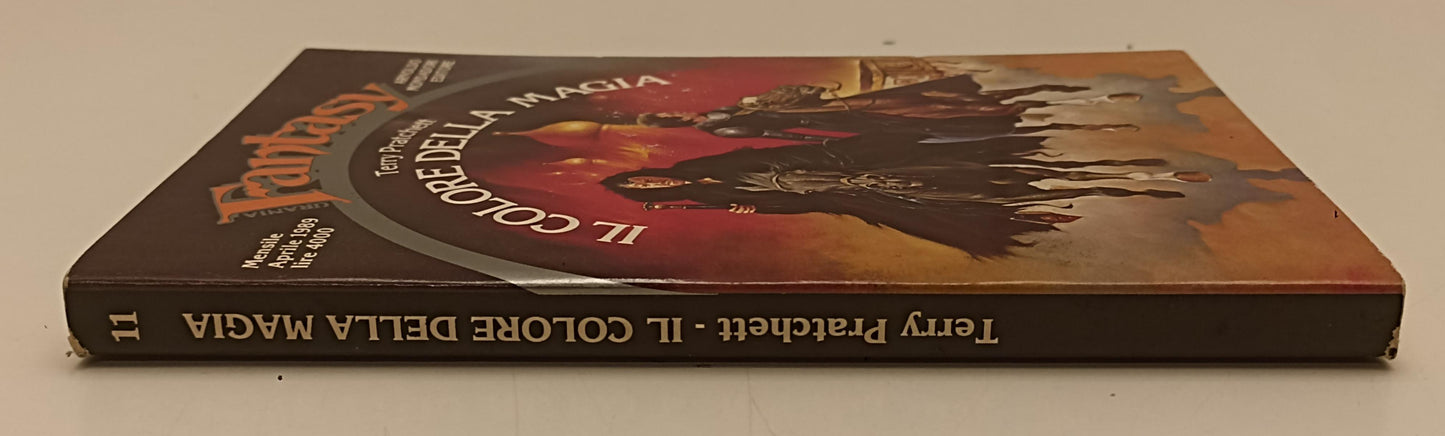 Fantasy
URANIA
ARNOLDO
MONDADORI
EDITORE
Mensile
Aprile 1989
lire 4000
Terry Pratchett
IL COLORE DELLA MAGIA
Terry Pratchett - IL COLORE DELLA MAGIA
11